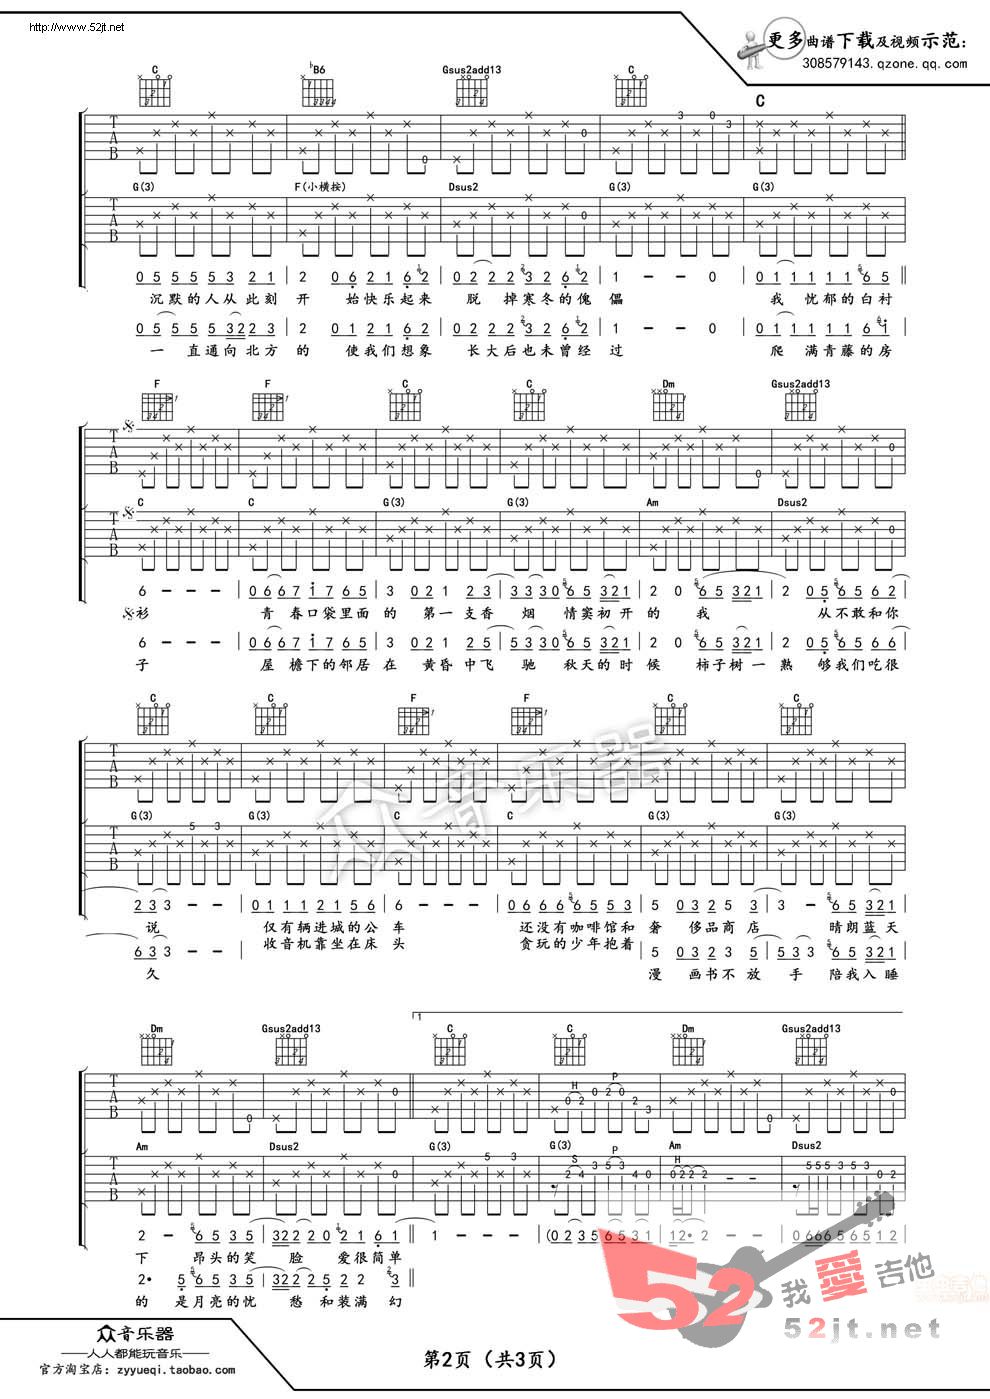 http://www.52jt.net
更多曲谱下载及视频示范:
308579143.qzone.qq.com
C ♭B6 Gsus2add13 C C
T A B
G(3) F(小横按) Dsus2 G(3) G(3)
T A B
0 5 5 5 5 3 2 1 | 2 0 6 2 1 6 2 | 0 2 2 2 3 2 6 2 | 1 - - 0 | 0 1 1 1 1 1 6 5
沉默的人从此刻 开 始快乐起来 脱 掉寒冬的傀 儡 我 忧郁的白衬
0 5 5 5 5 3 2 2 3 | 2 0 6 2 1 6 2 | 0 2 2 2 3 2 6 2 | 1 - - 0 | 0 1 1 1 1 1 6 1
一 直通向北方 的 使我们想象 长大后也未曾经 过 爬 满青藤的房
F F C C Dm Gsus2add13
T A B
C C G(3) G(3) Am Dsus2
T A B
6 - - - | 0 6 6 7 1 7 6 5 | 3 0 2 1 2 3 | 3 3 3 0 6 5 3 2 1 | 2 0 6 5 3 2 1 | 2 0 5 6 5 6 2
衫 青 春口袋里面 的 第一支香 烟 情窦初开 的 我 从不敢和你
6 - - - | 0 6 6 7 1 7 6 5 | 3 0 2 1 2 5 | 5 3 3 0 6 5 3 2 1 | 2 0 6 5 3 2 1 | 2 0 5 6 5 6 5
子 屋 檐下的邻居 在 黄昏中飞 驰 秋天的时 候 柿子树一 熟 够我们吃很
C C F F C C
T A B
G(3) G(3) C C G(3) G(3)
5 3
T A B
2 3 3 - - | 0 1 1 1 2 1 5 6 | 6 - - - | 0 6 6 6 6 5 6 5 | 5 0 5 2 3 | 3 - 6 5 3 2 1
说 仅有辆进城的公 车 还没有咖啡馆和 奢 侈品商店 晴朗蓝天
收音机靠坐在床 头 贪玩的少年抱着
6 3 3 - -
久 漫 画书不放 手 陪我入睡
1
Dm Gsus2add13 C C Dm Gsus2add13
T A B
Am Dsus2 G(3) G(3) Am Dsus2
T A B
2 - 6 5 3 5 | 3 2 2 2 0 2 1 6 1 | 1 - - - | (0 2 3 5 6 5 3 1 | 1 2 · 2 - | 0 6 6 6 5 6 5 1 2
下 昂头的笑 脸 爱很简单
2· 5 6 5 3 5 | 3 2 2 2 5 2 2 3
的 是月亮的忧 愁 和装满 幻
52 我爱吉他
52jt.net
众音乐器
人人都能玩音乐
官方淘宝店: zyyueqi.taobao.com
第2页 (共3页)